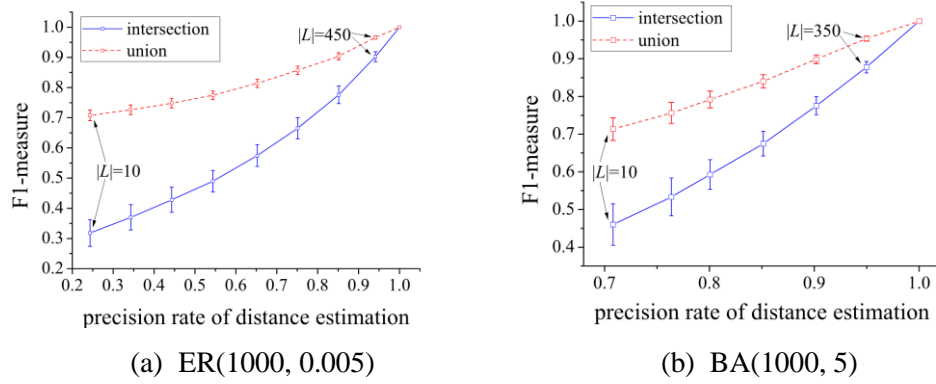 intersection
union
|L|=450
|L|=10
F1-measure
1.0
0.9
0.8
0.7
0.6
0.5
0.4
0.3
0.2
0.2 0.3 0.4 0.5 0.6 0.7 0.8 0.9 1.0
precision rate of distance estimation
(a) ER(1000, 0.005)
intersection
union
|L|=350
|L|=10
F1-measure
1.0
0.9
0.8
0.7
0.6
0.5
0.4
0.7 0.8 0.9 1.0
precision rate of distance estimation
(b) BA(1000, 5)